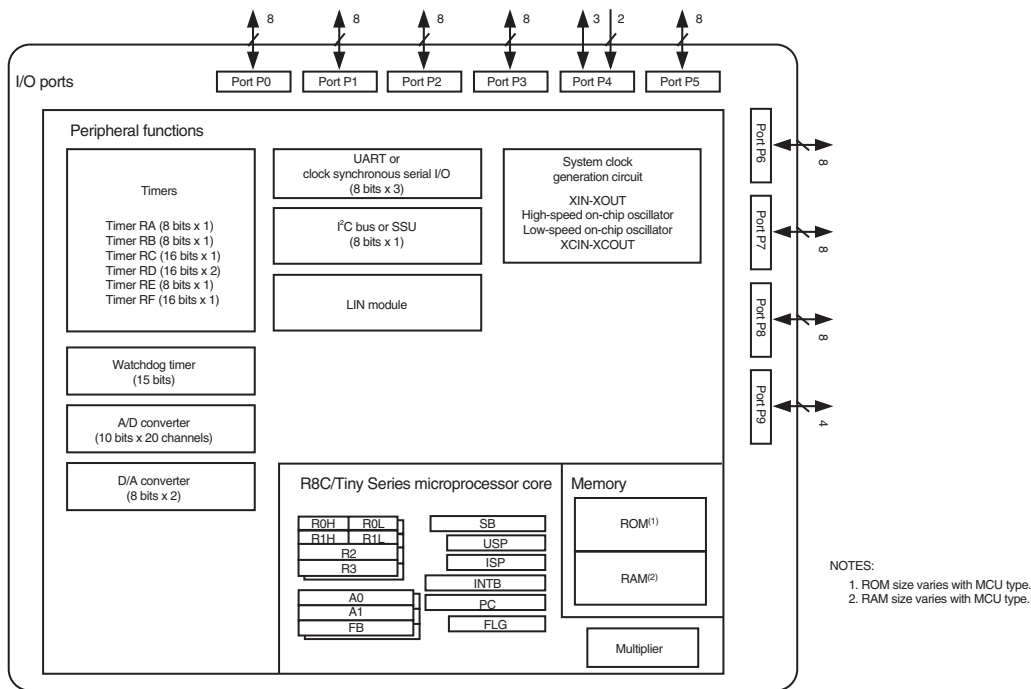 8
8
8
8
3
2
8
I/O ports
Port P0
Port P1
Port P2
Port P3
Port P4
Port P5
Port P6
8
Port P7
8
Port P8
8
Port P9
4
Peripheral functions
Timers
Timer RA (8 bits x 1)
Timer RB (8 bits x 1)
Timer RC (16 bits x 1)
Timer RD (16 bits x 2)
Timer RE (8 bits x 1)
Timer RF (16 bits x 1)
UART or
clock synchronous serial I/O
(8 bits x 3)
I²C bus or SSU
(8 bits x 1)
LIN module
System clock
generation circuit
XIN-XOUT
High-speed on-chip oscillator
Low-speed on-chip oscillator
XCIN-XCOUT
Watchdog timer
(15 bits)
A/D converter
(10 bits x 20 channels)
D/A converter
(8 bits x 2)
R8C/Tiny Series microprocessor core
R0H R0L
R1H R1L
R2
R3
A0
A1
FB
SB
USP
ISP
INTB
PC
FLG
Memory
ROM(1)
RAM(2)
Multiplier
NOTES:
1. ROM size varies with MCU type.
2. RAM size varies with MCU type.